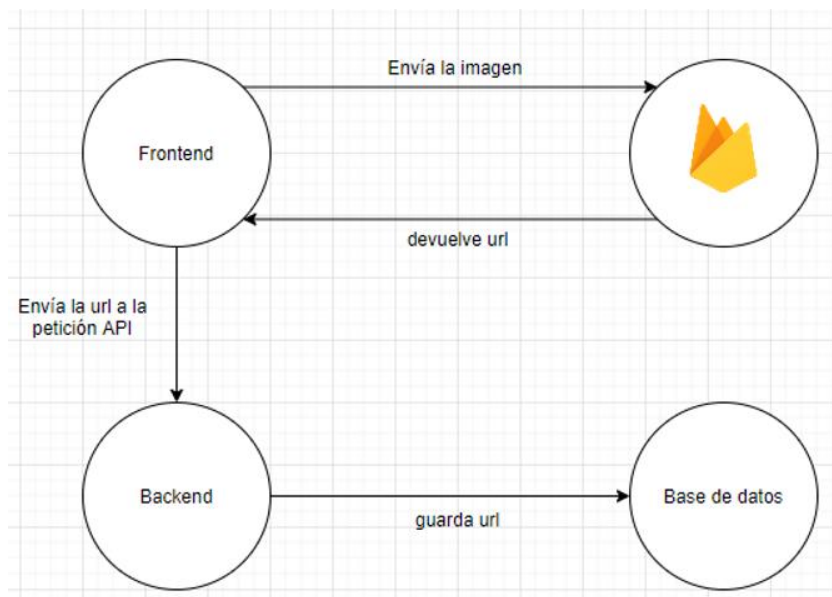 Envía la imagen
Frontend
devuelve url
Envía la url a la
petición API
Backend
guarda url
Base de datos